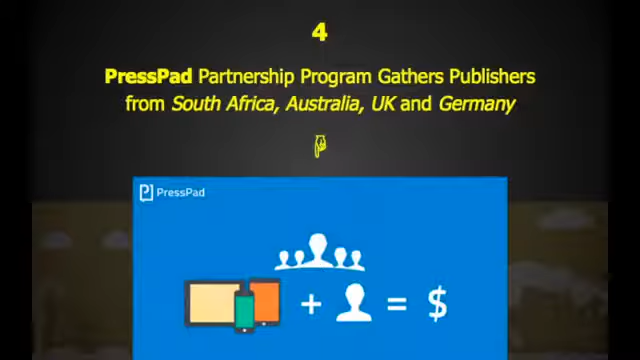 4
PressPad Partnership Program Gathers Publishers
from South Africa, Australia, UK and Germany
PressPad
+ = $